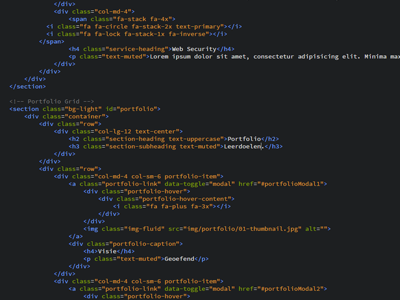 </div>
<div class="col-md-4">
<span class="fa-stack fa-4x">
<i class="fa fa-circle fa-stack-2x text-primary"></i>
<i class="fa fa-lock fa-stack-1x fa-inverse"></i>
</span>
<h4 class="service-heading">Web Security</h4>
<p class="text-muted">Lorem ipsum dolor sit amet, consectetur adipisicing elit. Minima max
</div>
</div>
</div>
</section>
<!-- Portfolio Grid -->
<section class="bg-light" id="portfolio">
<div class="container">
<div class="row">
<div class="col-lg-12 text-center">
<h2 class="section-heading text-uppercase">Portfolio</h2>
<h3 class="section-subheading text-muted">Leerdoelen.</h3>
</div>
</div>
<div class="row">
<div class="col-md-4 col-sm-6 portfolio-item">
<a class="portfolio-link" data-toggle="modal" href="#portfolioModal1">
<div class="portfolio-hover">
<div class="portfolio-hover-content">
<i class="fa fa-plus fa-3x"></i>
</div>
</div>
<img class="img-fluid" src="img/portfolio/01-thumbnail.jpg" alt="">
</a>
<div class="portfolio-caption">
<h4>Visie</h4>
<p class="text-muted">Geoefend</p>
</div>
</div>
<div class="col-md-4 col-sm-6 portfolio-item">
<a class="portfolio-link" data-toggle="modal" href="#portfolioModal2">
<div class="portfolio-hover">